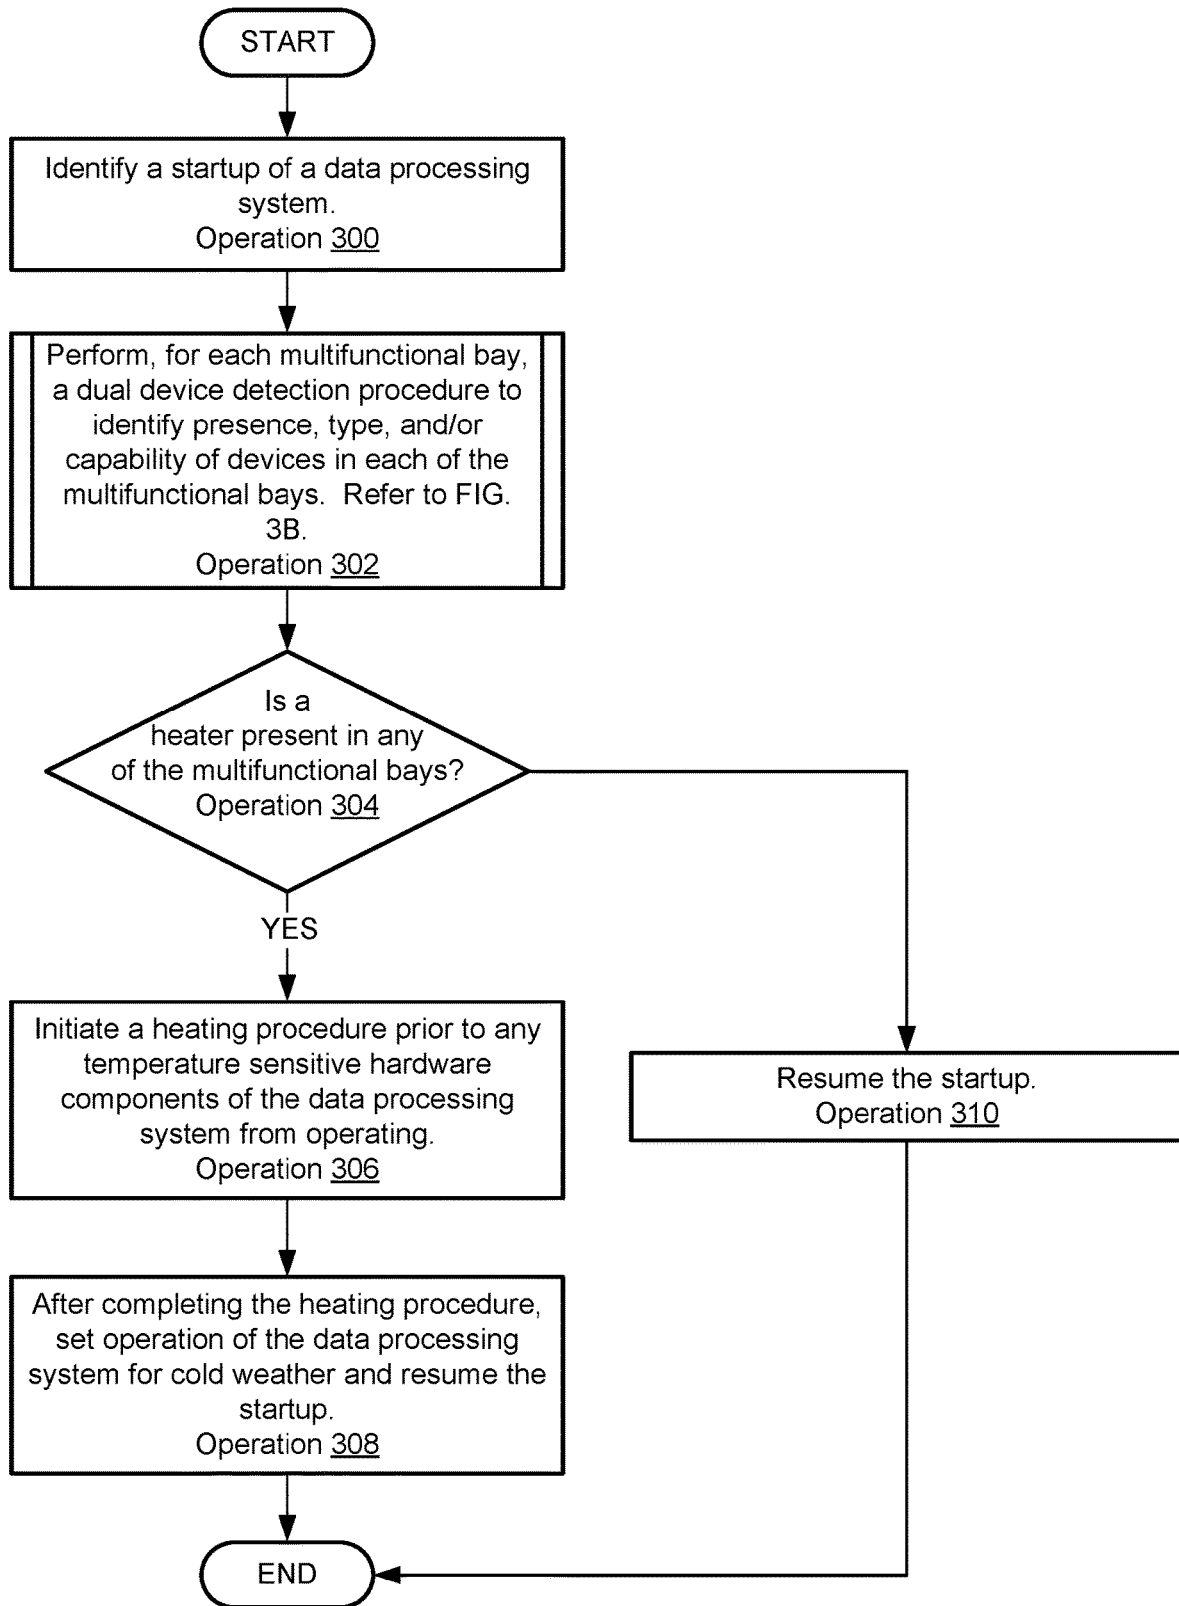 START
Identify a startup of a data processing
system.
Operation 300
Perform, for each multifunctional bay,
a dual device detection procedure to
identify presence, type, and/or
capability of devices in each of the
multifunctional bays.  Refer to FIG.
3B.
Operation 302
Is a
heater present in any
of the multifunctional bays?
Operation 304
YES
Initiate a heating procedure prior to any
temperature sensitive hardware
components of the data processing
system from operating.
Operation 306
Resume the startup.
Operation 310
After completing the heating procedure,
set operation of the data processing
system for cold weather and resume the
startup.
Operation 308
END